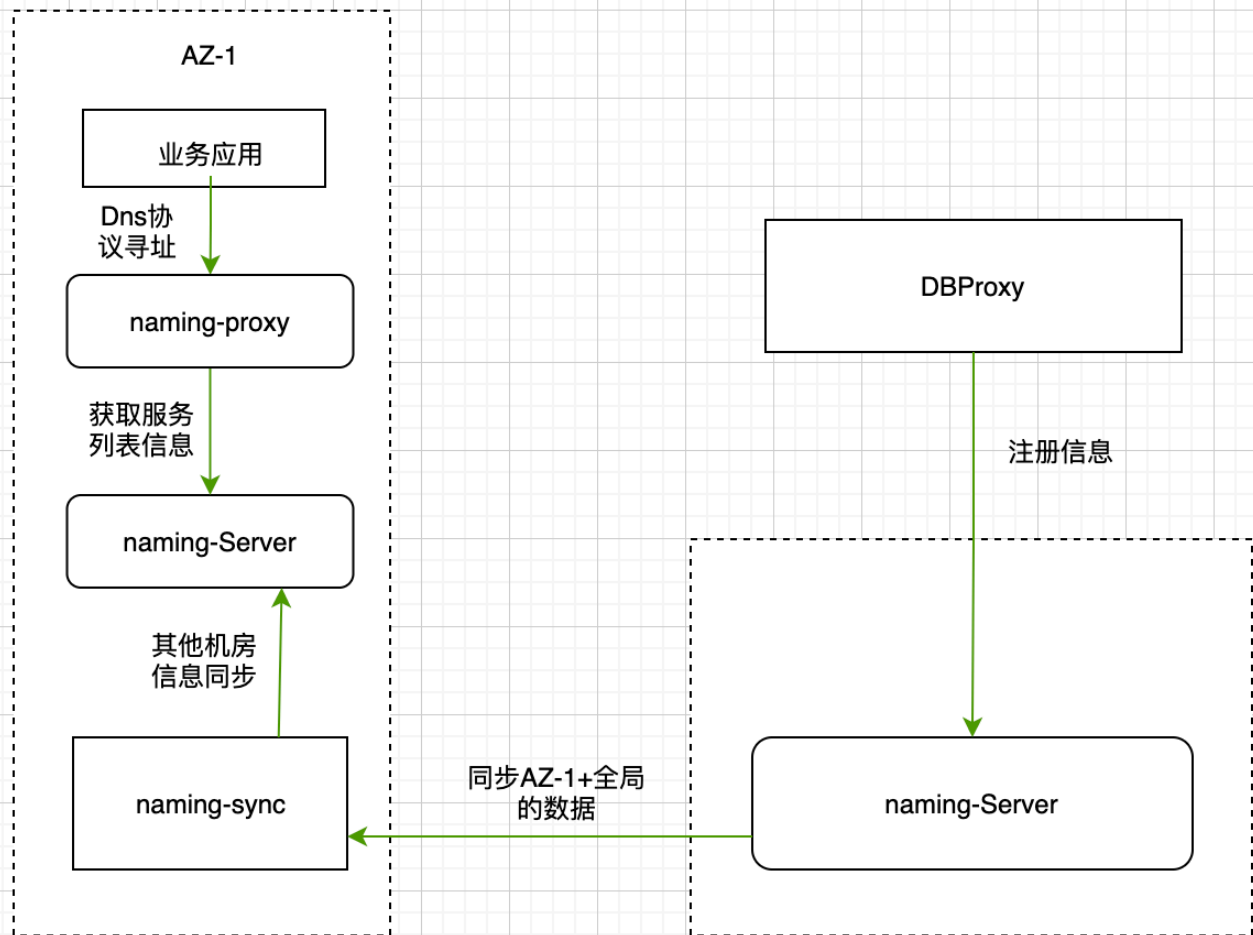 AZ-1
业务应用
Dns协
议寻址
naming-proxy
获取服务
列表信息
naming-Server
其他机房
信息同步
naming-sync
同步AZ-1+全局
的数据
DBProxy
注册信息
naming-Server